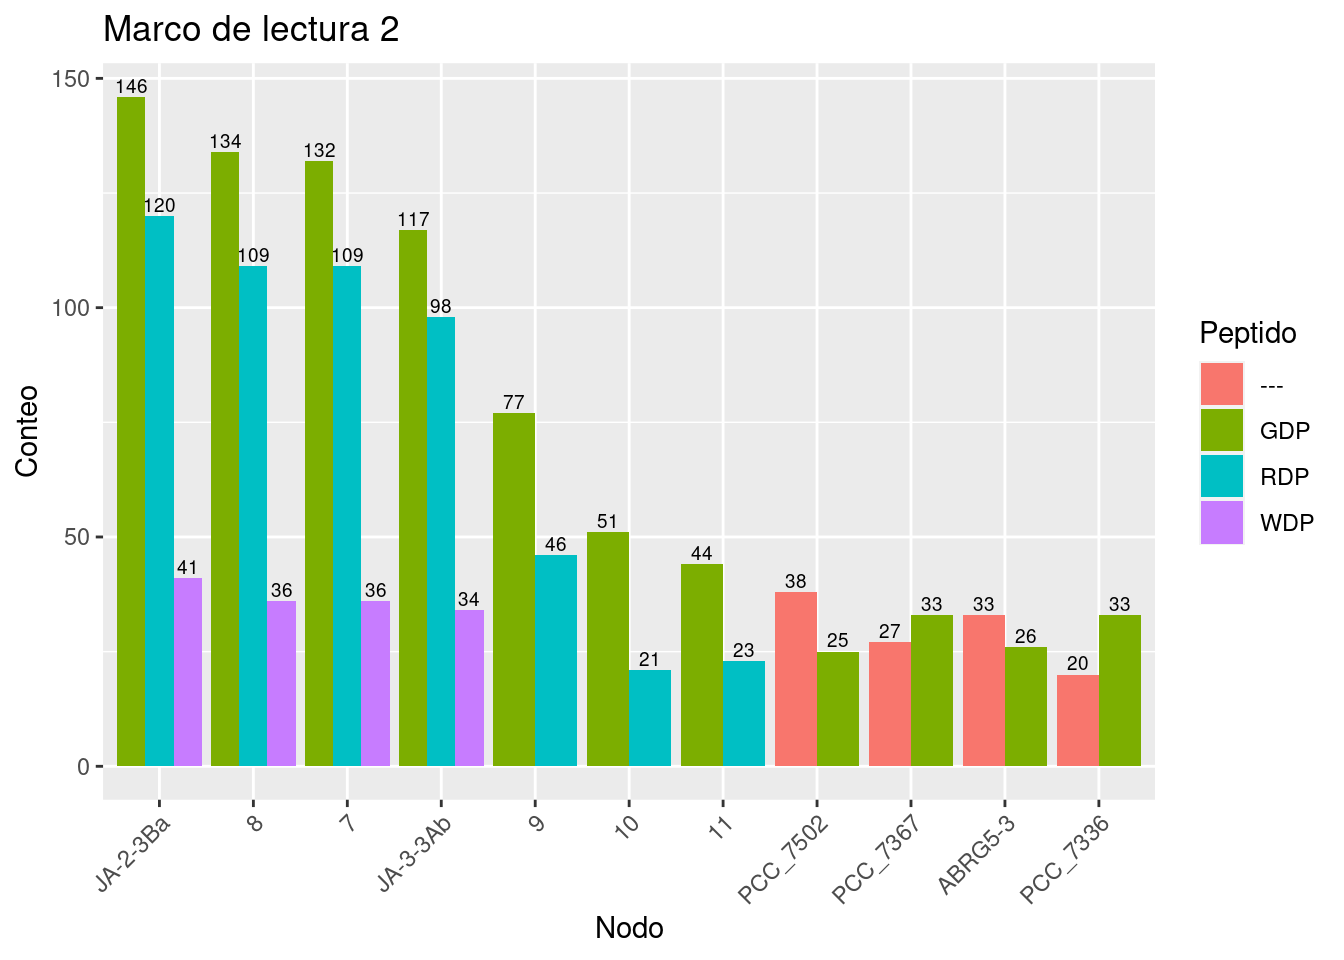 Marco de lectura 2
Conteo
150
100
50
0
146
120
41
134
109
36
132
109
36
117
98
34
77
46
51
21
44
23
38
25
27
33
33
26
20
33
JA-2-3Ba
8
7
JA-3-3Ab
9
10
11
PCC_7502
PCC_7367
ABRG5-3
PCC_7336
Nodo
Peptido
---
GDP
RDP
WDP